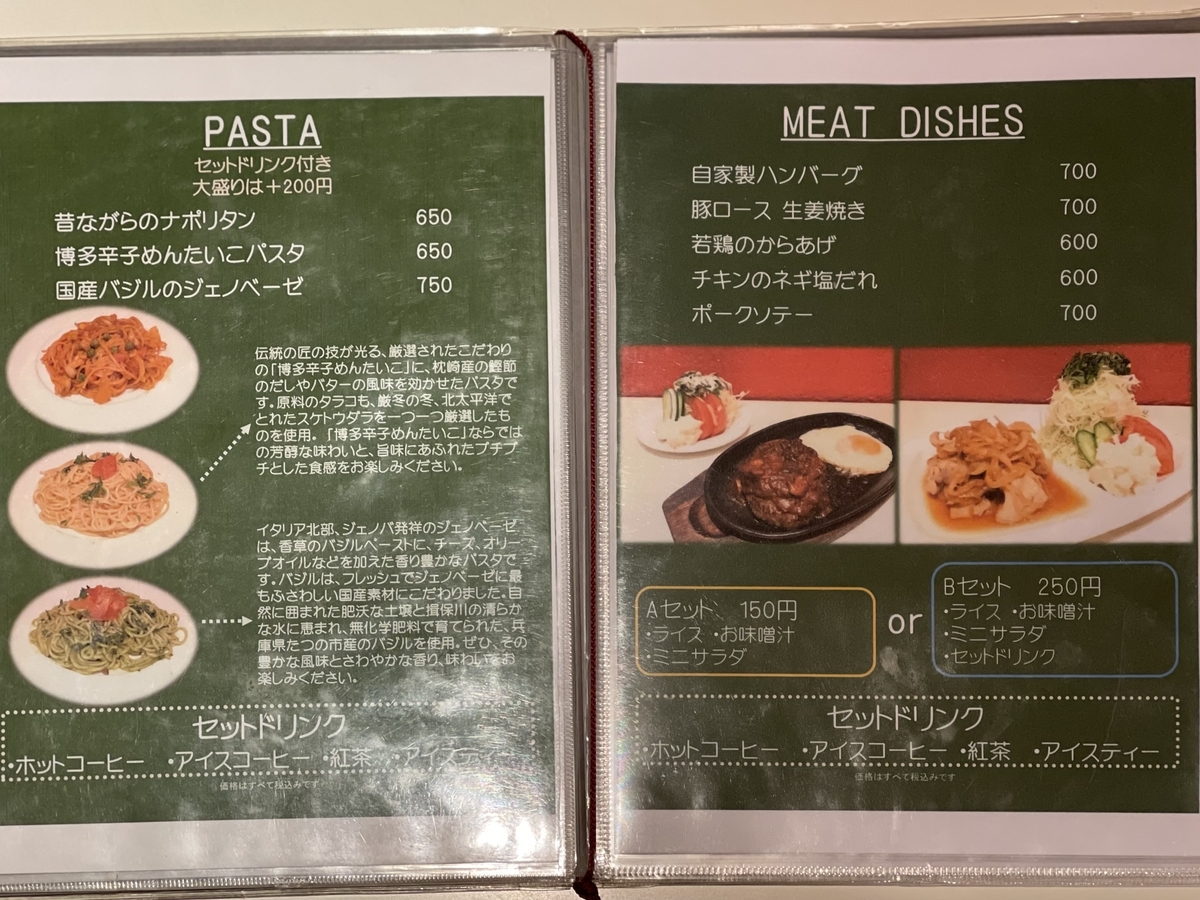 PASTA
セットドリンク付き
大盛りは＋200円
昔ながらのナポリタン 650
博多辛子めんたいこパスタ 650
国産バジルのジェノベーゼ 750
伝統の匠の技が光る、厳選されたこだわり
の「博多辛子めんたいこ」に、枕崎産の鰹節
のだしやバターの風味を効かせたパスタで
す。原料のタラコも、厳冬の冬、北太平洋で
とれたスケトウダラを一つ一つ厳選したも
のを使用。「博多辛子めんたいこ」ならでは
の芳醇な味わいと、旨味にあふれたプチプ
チとした食感をお楽しみください。
イタリア北部、ジェノバ発祥のジェノベーゼ
は、香草のバジルペーストに、チーズ、オリー
ブオイルなどを加えた香り豊かなパスタで
す。バジルは、フレッシュでジェノベーゼに最
もふさわしい国産素材にこだわりました。自
然に囲まれた肥沃な土壌と揖保川の清らか
な水に恵まれ、無化学肥料で育てられた、兵
庫県たつの市産のバジルを使用。ぜひ、その
豊かな風味とさわやかな香り、味わいをお
楽しみください。
セットドリンク
・ホットコーヒー ・アイスコーヒー ・紅茶 ・アイスティー
価格はすべて税込みです
MEAT DISHES
自家製ハンバーグ 700
豚ロース 生姜焼き 700
若鶏のからあげ 600
チキンのネギ塩だれ 600
ポークソテー 700
Aセット 150円
・ライス ・お味噌汁
・ミニサラダ
or
Bセット 250円
・ライス ・お味噌汁
・ミニサラダ
・セットドリンク
セットドリンク
・ホットコーヒー ・アイスコーヒー ・紅茶 ・アイスティー
価格はすべて税込みです